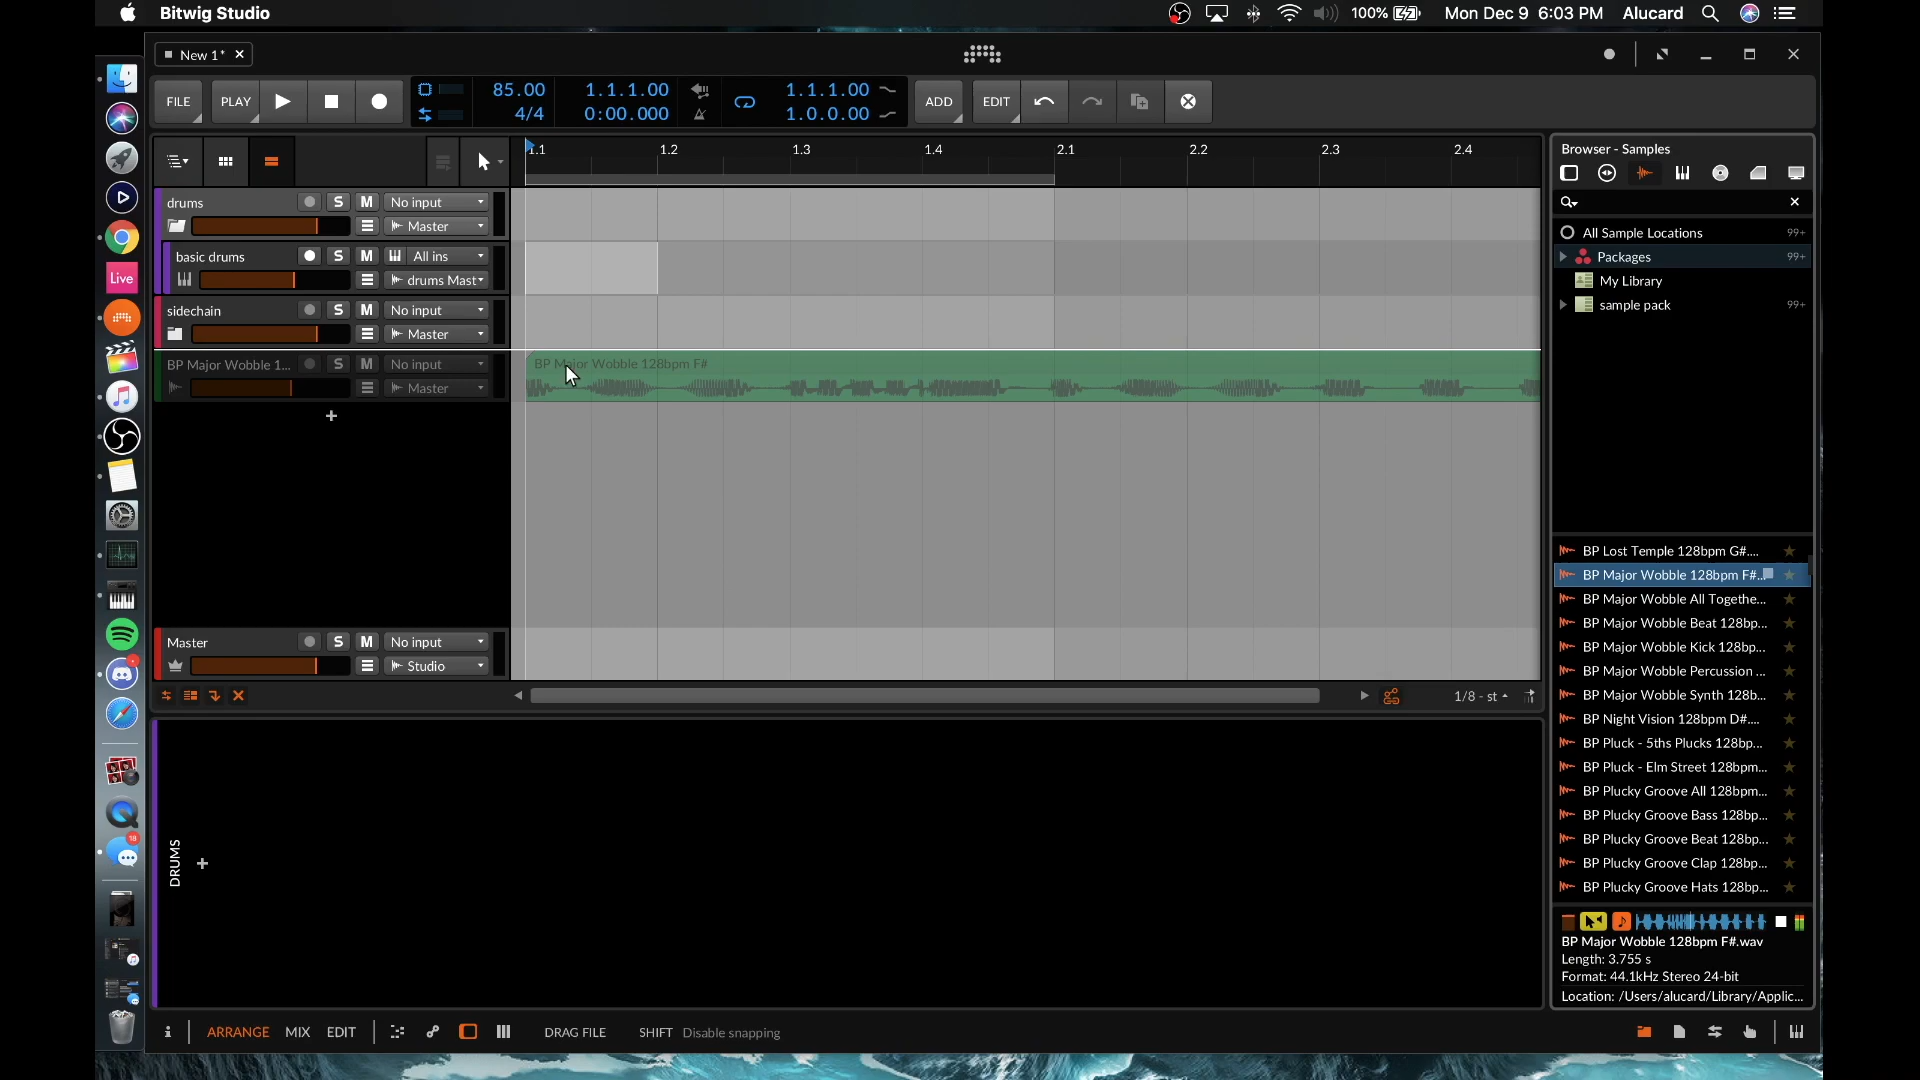 Bitwig Studio
100%
Mon Dec 9 6:03 PM
Alucard
New 1*
FILE
PLAY
85.00
4/4
1.1.1.00
0:00.000
1.1.1.00
1.0.0.00
ADD
EDIT
Browser - Samples
1.1
1.2
1.3
1.4
2.1
2.2
2.3
2.4
drums
S
M
No input
Master
basic drums
S
M
All ins
drums Mast
sidechain
S
M
No input
Master
BP Major Wobble 1...
S
M
No input
Master
BP Major Wobble 128bpm F#
Master
S
M
No input
Studio
1/8 - st
All Sample Locations 99+
Packages 99+
My Library
sample pack 99+
BP Lost Temple 128bpm G#....
BP Major Wobble 128bpm F#...
BP Major Wobble All Togethe...
BP Major Wobble Beat 128bp...
BP Major Wobble Kick 128bp...
BP Major Wobble Percussion ...
BP Major Wobble Synth 128b...
BP Night Vision 128bpm D#....
BP Pluck - 5ths Plucks 128bp...
BP Pluck - Elm Street 128bpm...
BP Plucky Groove All 128bpm...
BP Plucky Groove Bass 128bp...
BP Plucky Groove Beat 128bp...
BP Plucky Groove Clap 128bp...
BP Plucky Groove Hats 128bp...
BP Major Wobble 128bpm F#.wav
Length: 3.755 s
Format: 44.1kHz Stereo 24-bit
Location: /Users/alucard/Library/Applic...
DRUMS
Live
18
ARRANGE
MIX
EDIT
DRAG FILE
SHIFT Disable snapping